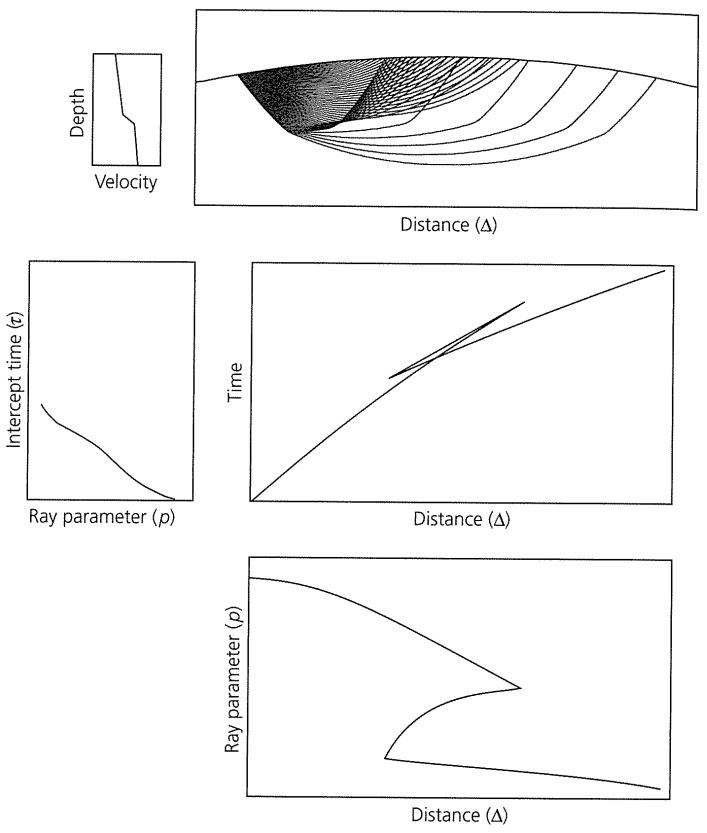 Depth
Velocity
Distance (Δ)
Intercept time (τ)
Ray parameter (p)
Time
Distance (Δ)
Ray parameter (p)
Distance (Δ)